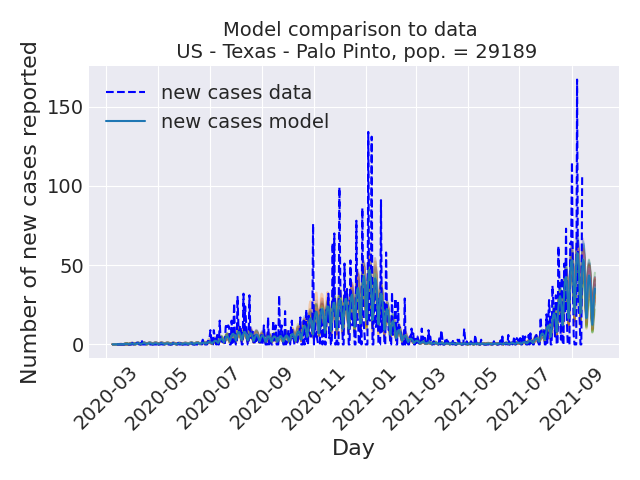 Model comparison to data
US - Texas - Palo Pinto, pop. = 29189
Number of new cases reported
150
100
50
0
new cases data
new cases model
2020-03
2020-05
2020-07
2020-09
2020-11
2021-01
2021-03
2021-05
2021-07
2021-09
Day